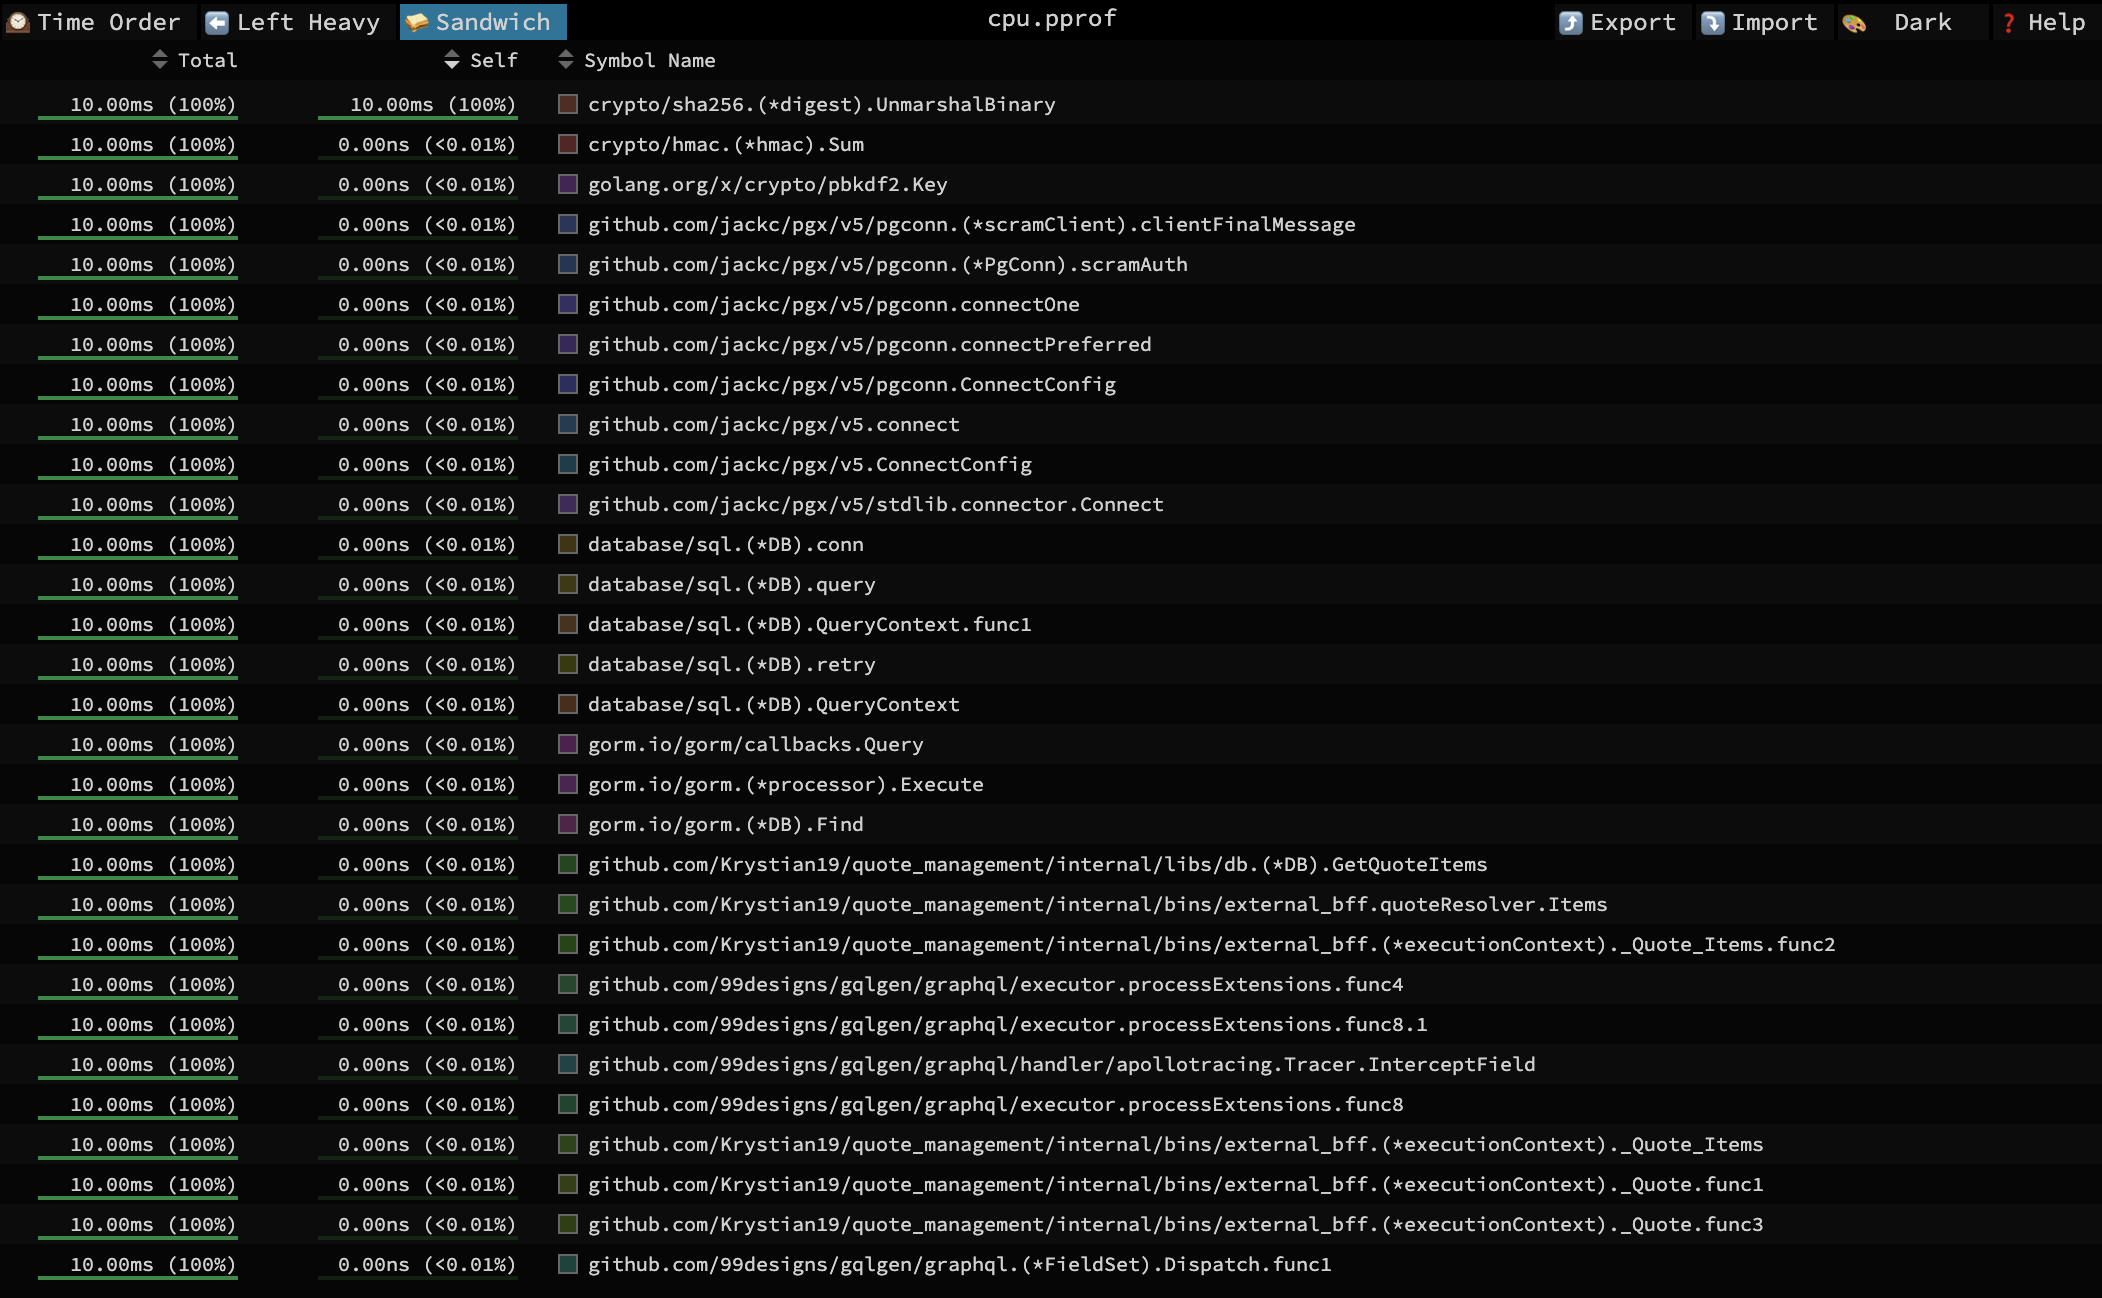 Time Order Left Heavy Sandwich cpu.pprof Export Import Dark Help
Total Self Symbol Name
10.00ms (100%) 10.00ms (100%) crypto/sha256.(*digest).UnmarshalBinary
10.00ms (100%) 0.00ns (<0.01%) crypto/hmac.(*hmac).Sum
10.00ms (100%) 0.00ns (<0.01%) golang.org/x/crypto/pbkdf2.Key
10.00ms (100%) 0.00ns (<0.01%) github.com/jackc/pgx/v5/pgconn.(*scramClient).clientFinalMessage
10.00ms (100%) 0.00ns (<0.01%) github.com/jackc/pgx/v5/pgconn.(*PgConn).scramAuth
10.00ms (100%) 0.00ns (<0.01%) github.com/jackc/pgx/v5/pgconn.connectOne
10.00ms (100%) 0.00ns (<0.01%) github.com/jackc/pgx/v5/pgconn.connectPreferred
10.00ms (100%) 0.00ns (<0.01%) github.com/jackc/pgx/v5/pgconn.ConnectConfig
10.00ms (100%) 0.00ns (<0.01%) github.com/jackc/pgx/v5.connect
10.00ms (100%) 0.00ns (<0.01%) github.com/jackc/pgx/v5.ConnectConfig
10.00ms (100%) 0.00ns (<0.01%) github.com/jackc/pgx/v5/stdlib.connector.Connect
10.00ms (100%) 0.00ns (<0.01%) database/sql.(*DB).conn
10.00ms (100%) 0.00ns (<0.01%) database/sql.(*DB).query
10.00ms (100%) 0.00ns (<0.01%) database/sql.(*DB).QueryContext.func1
10.00ms (100%) 0.00ns (<0.01%) database/sql.(*DB).retry
10.00ms (100%) 0.00ns (<0.01%) database/sql.(*DB).QueryContext
10.00ms (100%) 0.00ns (<0.01%) gorm.io/gorm/callbacks.Query
10.00ms (100%) 0.00ns (<0.01%) gorm.io/gorm.(*processor).Execute
10.00ms (100%) 0.00ns (<0.01%) gorm.io/gorm.(*DB).Find
10.00ms (100%) 0.00ns (<0.01%) github.com/Krystian19/quote_management/internal/libs/db.(*DB).GetQuoteItems
10.00ms (100%) 0.00ns (<0.01%) github.com/Krystian19/quote_management/internal/bins/external_bff.quoteResolver.Items
10.00ms (100%) 0.00ns (<0.01%) github.com/Krystian19/quote_management/internal/bins/external_bff.(*executionContext)._Quote_Items.func2
10.00ms (100%) 0.00ns (<0.01%) github.com/99designs/gqlgen/graphql/executor.processExtensions.func4
10.00ms (100%) 0.00ns (<0.01%) github.com/99designs/gqlgen/graphql/executor.processExtensions.func8.1
10.00ms (100%) 0.00ns (<0.01%) github.com/99designs/gqlgen/graphql/handler/apollotracing.Tracer.InterceptField
10.00ms (100%) 0.00ns (<0.01%) github.com/99designs/gqlgen/graphql/executor.processExtensions.func8
10.00ms (100%) 0.00ns (<0.01%) github.com/Krystian19/quote_management/internal/bins/external_bff.(*executionContext)._Quote_Items
10.00ms (100%) 0.00ns (<0.01%) github.com/Krystian19/quote_management/internal/bins/external_bff.(*executionContext)._Quote.func1
10.00ms (100%) 0.00ns (<0.01%) github.com/Krystian19/quote_management/internal/bins/external_bff.(*executionContext)._Quote.func3
10.00ms (100%) 0.00ns (<0.01%) github.com/99designs/gqlgen/graphql.(*FieldSet).Dispatch.func1